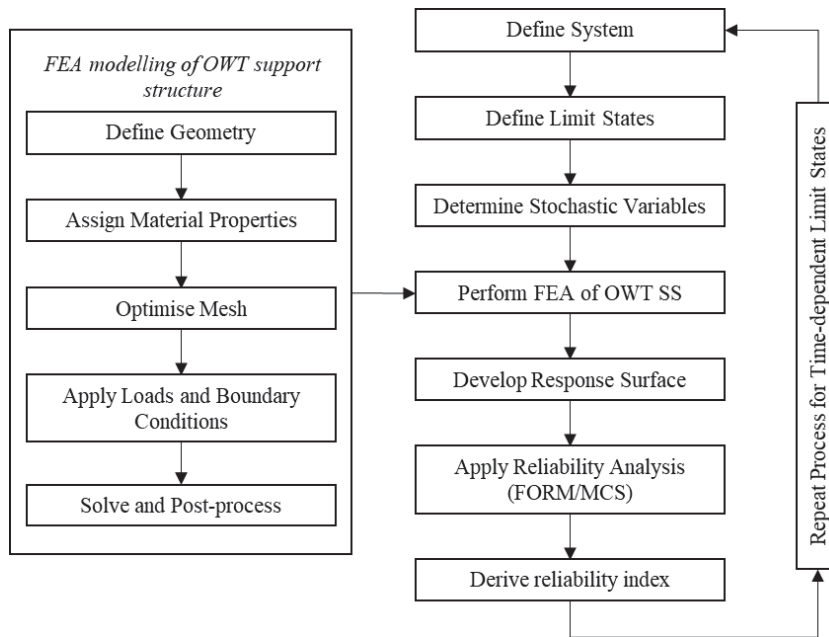 FEA modelling of OWT support
structure
Define Geometry
Assign Material Properties
Optimise Mesh
Apply Loads and Boundary
Conditions
Solve and Post-process
Define System
Define Limit States
Determine Stochastic Variables
Perform FEA of OWT SS
Develop Response Surface
Apply Reliability Analysis
(FORM/MCS)
Derive reliability index
Repeat Process for Time-dependent Limit States